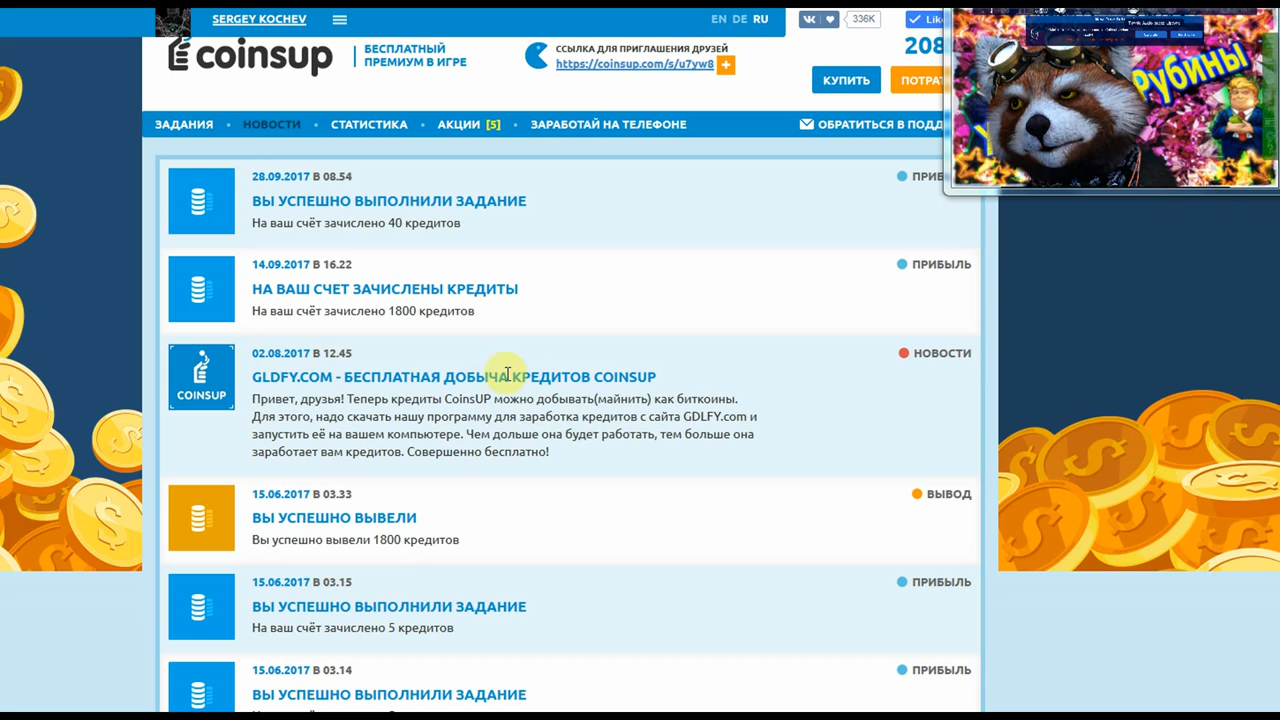 SERGEY KOCHEV
EN DE RU
336K
Like
coinsup
БЕСПЛАТНЫЙ
ПРЕМИУМ В ИГРЕ
ССЫЛКА ДЛЯ ПРИГЛАШЕНИЯ ДРУЗЕЙ
https://coinsup.com/s/u7yw8
208
КУПИТЬ
ПОТРАТ
Рубины
ЗАДАНИЯ • НОВОСТИ • СТАТИСТИКА • АКЦИИ [5] • ЗАРАБОТАЙ НА ТЕЛЕФОНЕ
ОБРАТИТЬСЯ В ПОДД
28.09.2017 В 08.54
ПРИБ
ВЫ УСПЕШНО ВЫПОЛНИЛИ ЗАДАНИЕ
На ваш счёт зачислено 40 кредитов
14.09.2017 В 16.22
ПРИБЫЛЬ
НА ВАШ СЧЕТ ЗАЧИСЛЕНЫ КРЕДИТЫ
На ваш счёт зачислено 1800 кредитов
02.08.2017 В 12.45
НОВОСТИ
COINSUP
GLDFY.COM - БЕСПЛАТНАЯ ДОБЫЧА КРЕДИТОВ COINSUP
Привет, друзья! Теперь кредиты CoinsUP можно добывать(майнить) как биткоины.
Для этого, надо скачать нашу программу для заработка кредитов с сайта GDLFY.com и
запустить её на вашем компьютере. Чем дольше она будет работать, тем больше она
заработает вам кредитов. Совершенно бесплатно!
15.06.2017 В 03.33
ВЫВОД
ВЫ УСПЕШНО ВЫВЕЛИ
Вы успешно вывели 1800 кредитов
15.06.2017 В 03.15
ПРИБЫЛЬ
ВЫ УСПЕШНО ВЫПОЛНИЛИ ЗАДАНИЕ
На ваш счёт зачислено 5 кредитов
15.06.2017 В 03.14
ПРИБЫЛЬ
ВЫ УСПЕШНО ВЫПОЛНИЛИ ЗАДАНИЕ